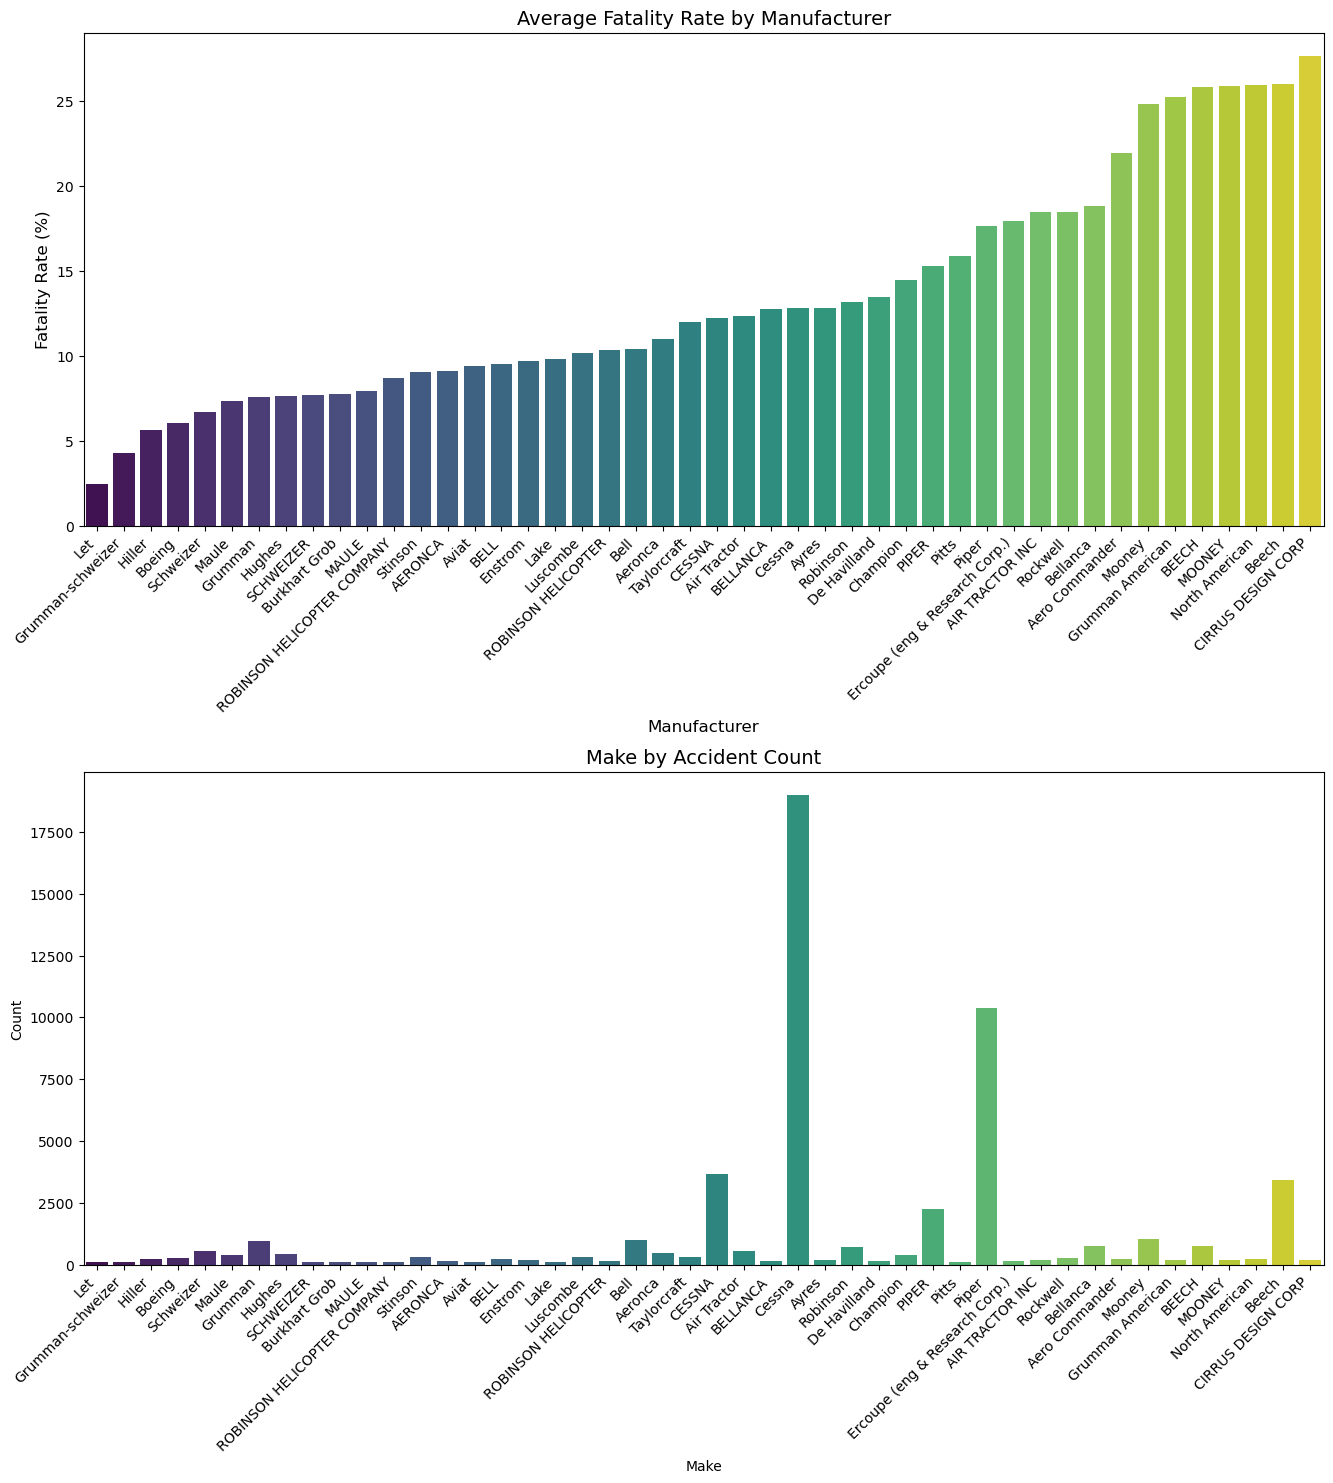 Average Fatality Rate by Manufacturer
25
20
15
10
5
0
Fatality Rate (%)
Let
Grumman-schweizer
Hiller
Boeing
Schweizer
Maule
Grumman
Hughes
SCHWEIZER
Burkhart Grob
MAULE
ROBINSON HELICOPTER COMPANY
Stinson
AERONCA
Aviat
BELL
Enstrom
Lake
Luscombe
ROBINSON HELICOPTER
Bell
Aeronca
Taylorcraft
CESSNA
Air Tractor
BELLANCA
Cessna
Ayres
Robinson
De Havilland
Champion
PIPER
Pitts
Piper
Ercoupe (eng & Research Corp.)
AIR TRACTOR INC
Rockwell
Bellanca
Aero Commander
Mooney
Grumman American
BEECH
MOONEY
North American
Beech
CIRRUS DESIGN CORP
Manufacturer
Make by Accident Count
17500
15000
12500
10000
7500
5000
2500
0
Count
Let
Grumman-schweizer
Hiller
Boeing
Schweizer
Maule
Grumman
Hughes
SCHWEIZER
Burkhart Grob
MAULE
ROBINSON HELICOPTER COMPANY
Stinson
AERONCA
Aviat
BELL
Enstrom
Lake
Luscombe
ROBINSON HELICOPTER
Bell
Aeronca
Taylorcraft
CESSNA
Air Tractor
BELLANCA
Cessna
Ayres
Robinson
De Havilland
Champion
PIPER
Pitts
Piper
Ercoupe (eng & Research Corp.)
AIR TRACTOR INC
Rockwell
Bellanca
Aero Commander
Mooney
Grumman American
BEECH
MOONEY
North American
Beech
CIRRUS DESIGN CORP
Make